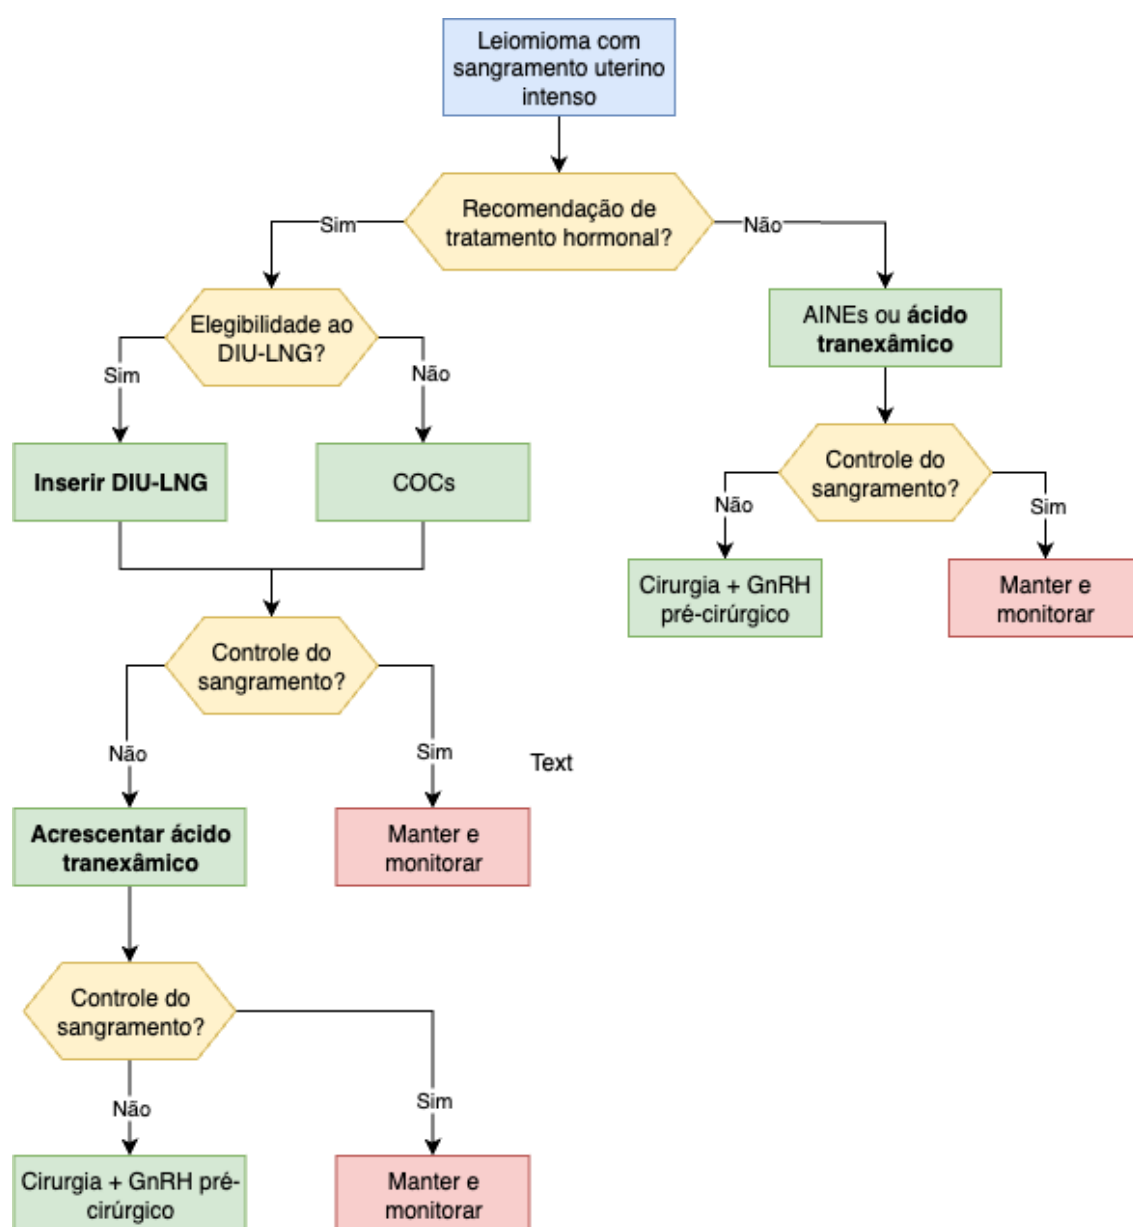 Leiomioma com
sangramento uterino
intenso
Recomendação de
tratamento hormonal?
Sim
Não
Elegibilidade ao
DIU-LNG?
AINEs ou ácido
tranexâmico
Sim
Não
Inserir DIU-LNG
COCs
Controle do
sangramento?
Não
Sim
Cirurgia + GnRH
pré-cirúrgico
Manter e
monitorar
Controle do
sangramento?
Não
Sim
Text
Acrescentar ácido
tranexâmico
Manter e
monitorar
Controle do
sangramento?
Não
Sim
Cirurgia + GnRH pré-
cirúrgico
Manter e
monitorar